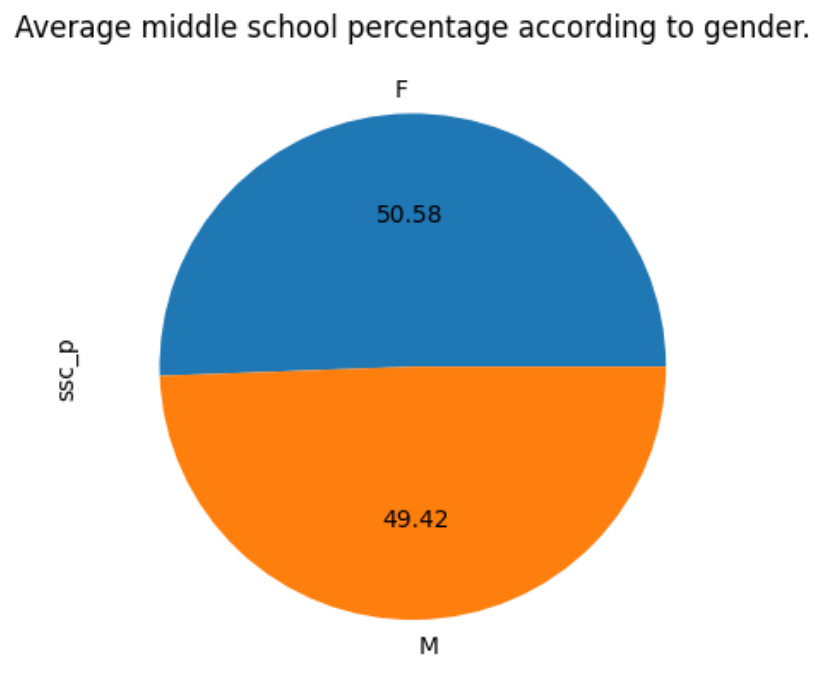 Average middle school percentage according to gender.
F
50.58
ssc_p
49.42
M